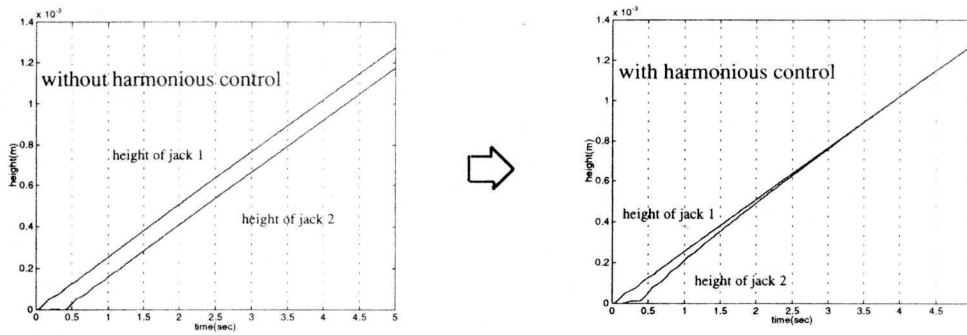 x 10⁻³
1.4
1.2
1
0.8
0.6
0.4
0.2
0
height(m)
without harmonious control
height of jack 1
height of jack 2
0 0.5 1 1.5 2 2.5 3 3.5 4 4.5 5
time(sec)
x 10⁻³
1.4
1.2
1
0.8
0.6
0.4
0.2
0
height(m)
with harmonious control
height of jack 1
height of jack 2
0 0.5 1 1.5 2 2.5 3 3.5 4 4.5
time(sec)